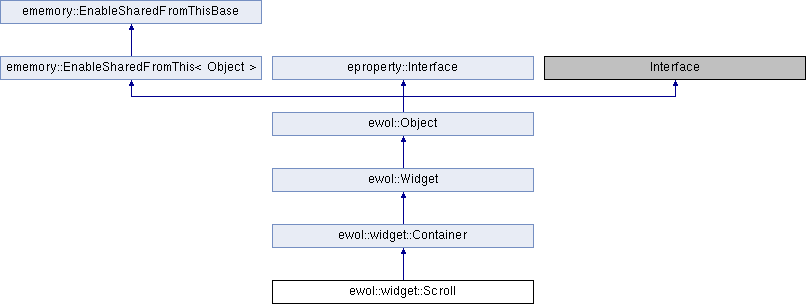 ememory::EnableSharedFromThisBase
ememory::EnableSharedFromThis< Object >
eproperty::Interface
Interface
ewol::Object
ewol::Widget
ewol::widget::Container
ewol::widget::Scroll